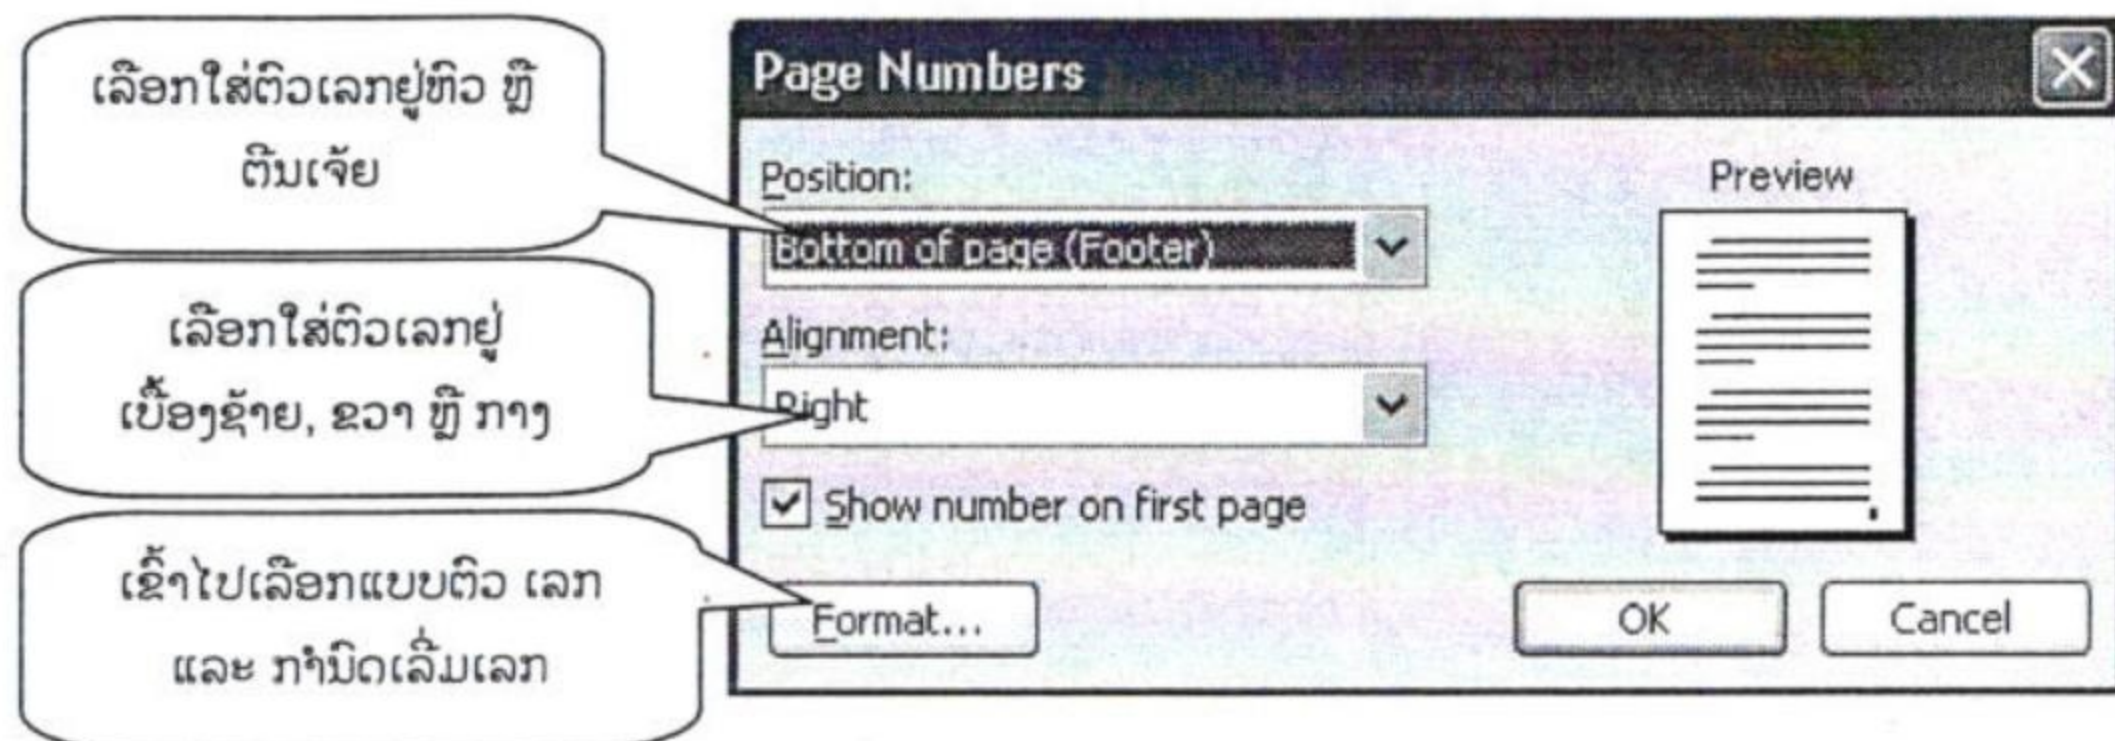 ເລືອກໃສ່ຕົວເລກຢູ່ຫົວ ຫຼື
ຕີນເຈ້ຍ
ເລືອກໃສ່ຕົວເລກຢູ່
ເບື້ອງຊ້າຍ, ຂວາ ຫຼື ກາງ
ເຂົ້າໄປເລືອກແບບຕົວ ເລກ
ແລະ ກຳນົດເລີ່ມເລກ
Page Numbers
Position:
Preview
Bottom of page (Footer)
Alignment:
Right
Show number on first page
Format...
OK
Cancel